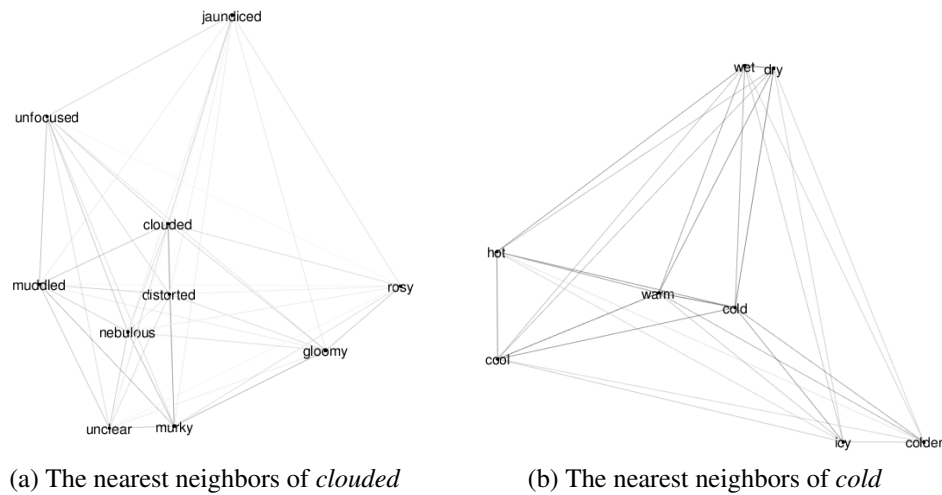 jaundiced
unfocused
clouded
muddled
distorted
rosy
nebulous
gloomy
unclear
murky
(a) The nearest neighbors of clouded
wet
dry
hot
warm
cold
cool
icy
colder
(b) The nearest neighbors of cold